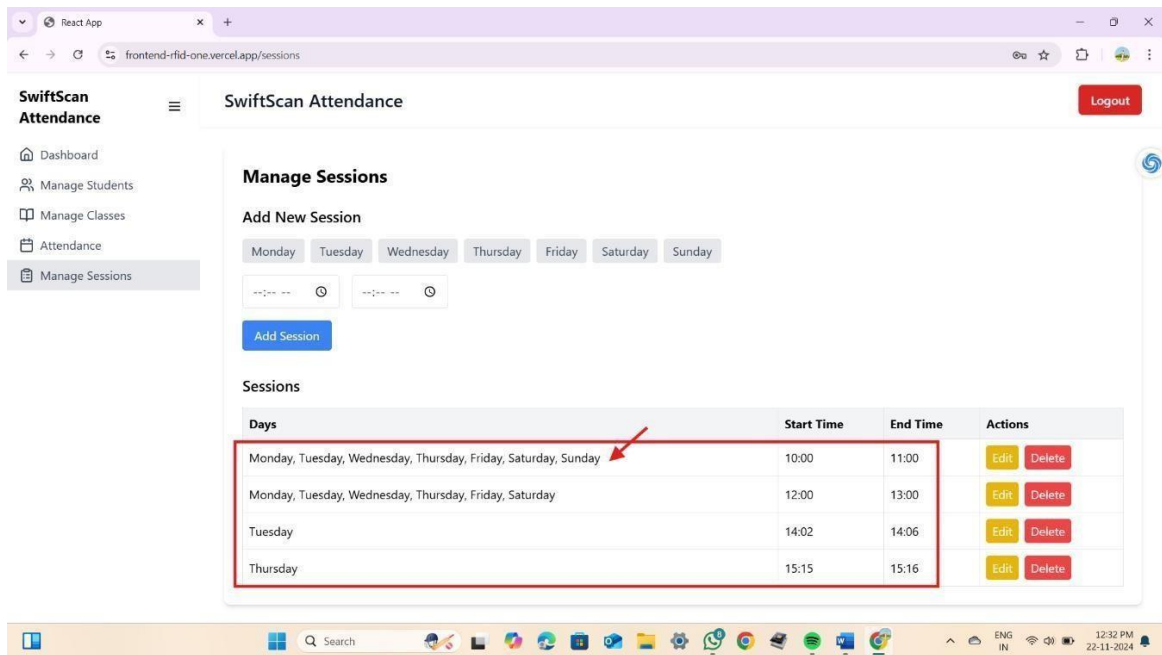 React App
frontend-rfid-one.vercel.app/sessions
SwiftScan
Attendance
SwiftScan Attendance
Logout
Dashboard
Manage Students
Manage Classes
Attendance
Manage Sessions
Manage Sessions
Add New Session
Monday Tuesday Wednesday Thursday Friday Saturday Sunday
--:-- -- --:-- --
Add Session
Sessions
Days Start Time End Time Actions
Monday, Tuesday, Wednesday, Thursday, Friday, Saturday, Sunday 10:00 11:00 Edit Delete
Monday, Tuesday, Wednesday, Thursday, Friday, Saturday 12:00 13:00 Edit Delete
Tuesday 14:02 14:06 Edit Delete
Thursday 15:15 15:16 Edit Delete
Search
ENG
IN
12:32 PM
22-11-2024